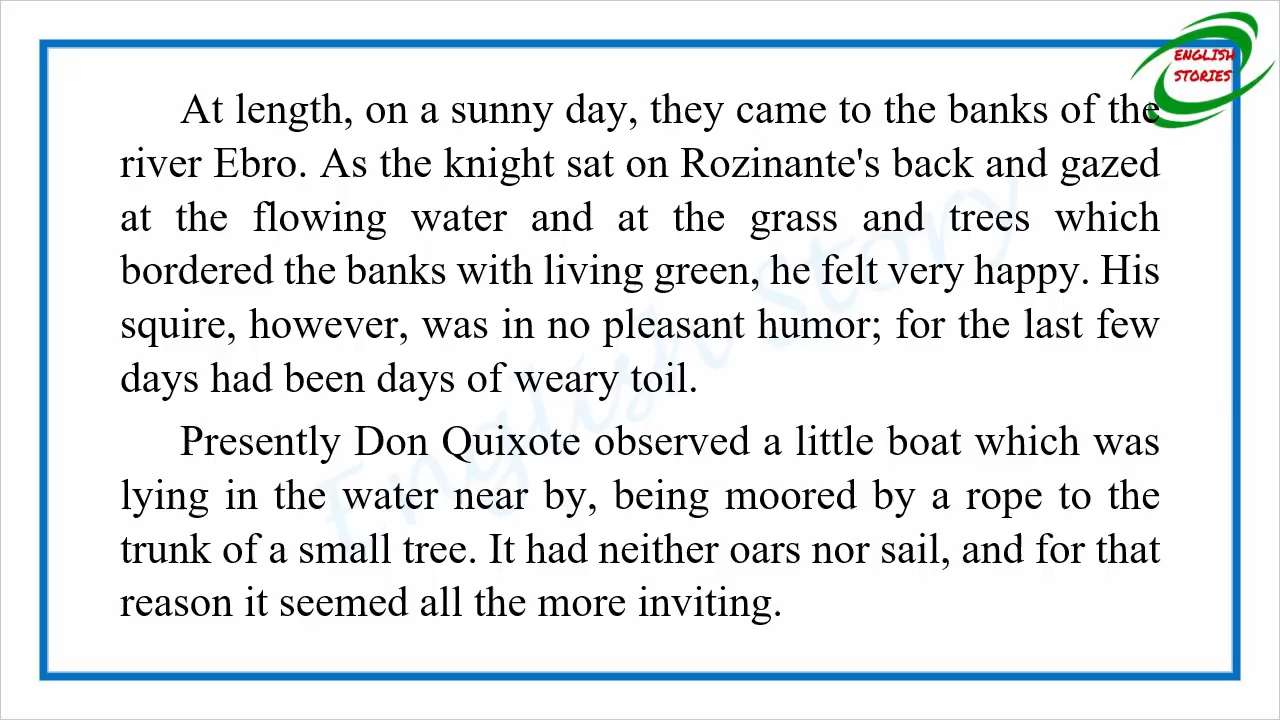 ENGLISH
STORIES
At length, on a sunny day, they came to the banks of the
river Ebro. As the knight sat on Rozinante's back and gazed
at the flowing water and at the grass and trees which
bordered the banks with living green, he felt very happy. His
squire, however, was in no pleasant humor; for the last few
days had been days of weary toil.
Presently Don Quixote observed a little boat which was
lying in the water near by, being moored by a rope to the
trunk of a small tree. It had neither oars nor sail, and for that
reason it seemed all the more inviting.
English Story